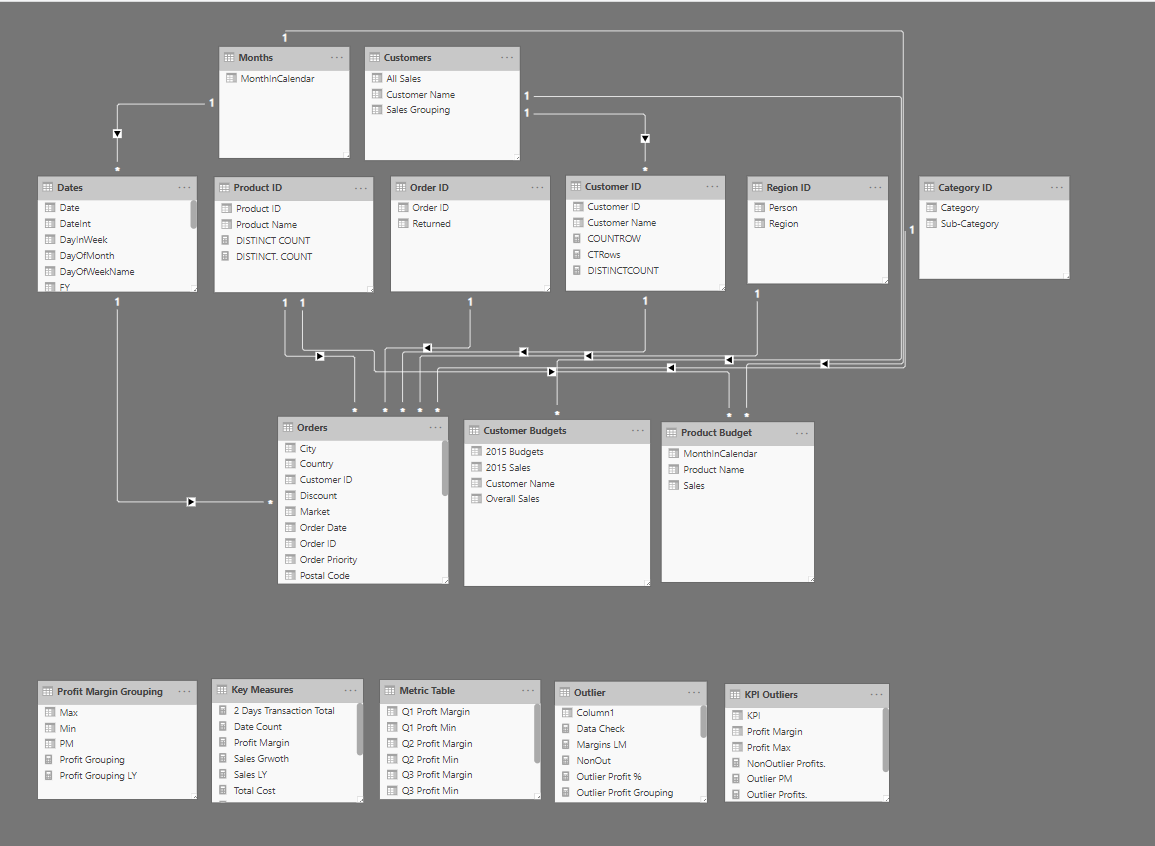 1
Months ...
MonthInCalendar
Customers ...
All Sales
Customer Name
Sales Grouping
1
1
1
*
*
Dates ...
Date
DateInt
DayInWeek
DayOfMonth
DayOfWeekName
FY
Product ID ...
Product ID
Product Name
DISTINCT COUNT
DISTINCT. COUNT
Order ID ...
Order ID
Returned
Customer ID ...
Customer ID
Customer Name
COUNTROW
CTRows
DISTINCTCOUNT
Region ID ...
Person
Region
1
Category ID ...
Category
Sub-Category
1
1
1
1
1
1
*
*
*
*
*
*
*
*
*
Orders ...
City
Country
Customer ID
Discount
Market
Order Date
Order ID
Order Priority
Postal Code
Customer Budgets ...
2015 Budgets
2015 Sales
Customer Name
Overall Sales
Product Budget ...
MonthInCalendar
Product Name
Sales
Profit Margin Grouping ...
Max
Min
PM
Profit Grouping
Profit Grouping LY
Key Measures ...
2 Days Transaction Total
Date Count
Profit Margin
Sales Grwoth
Sales LY
Total Cost
Metric Table ...
Q1 Proft Margin
Q1 Proft Min
Q2 Profit Margin
Q2 Profit Min
Q3 Profit Margin
Q3 Profit Min
Outlier ...
Column1
Data Check
Margins LM
NonOut
Outlier Profit %
Outlier Profit Grouping
KPI Outliers ...
KPI
Profit Margin
Profit Max
NonOutlier Profits.
Outlier PM
Outlier Profits.